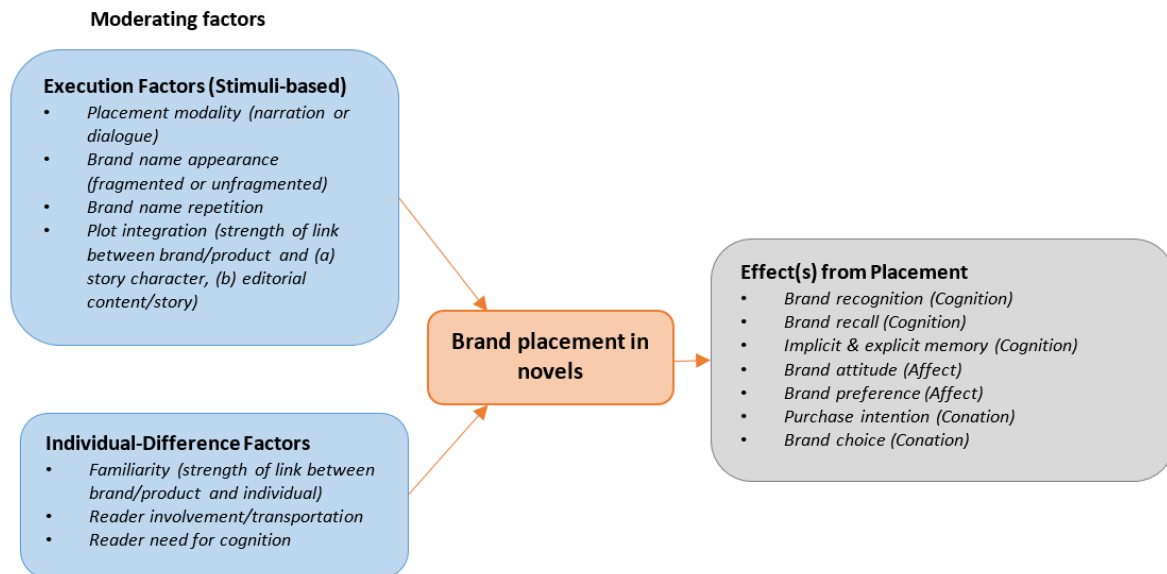 Moderating factors
Execution Factors (Stimuli-based)
• Placement modality (narration or
dialogue)
• Brand name appearance
(fragmented or unfragmented)
• Brand name repetition
• Plot integration (strength of link
between brand/product and (a)
story character, (b) editorial
content/story)
Individual-Difference Factors
• Familiarity (strength of link between
brand/product and individual)
• Reader involvement/transportation
• Reader need for cognition
Brand placement in
novels
Effect(s) from Placement
• Brand recognition (Cognition)
• Brand recall (Cognition)
• Implicit & explicit memory (Cognition)
• Brand attitude (Affect)
• Brand preference (Affect)
• Purchase intention (Conation)
• Brand choice (Conation)